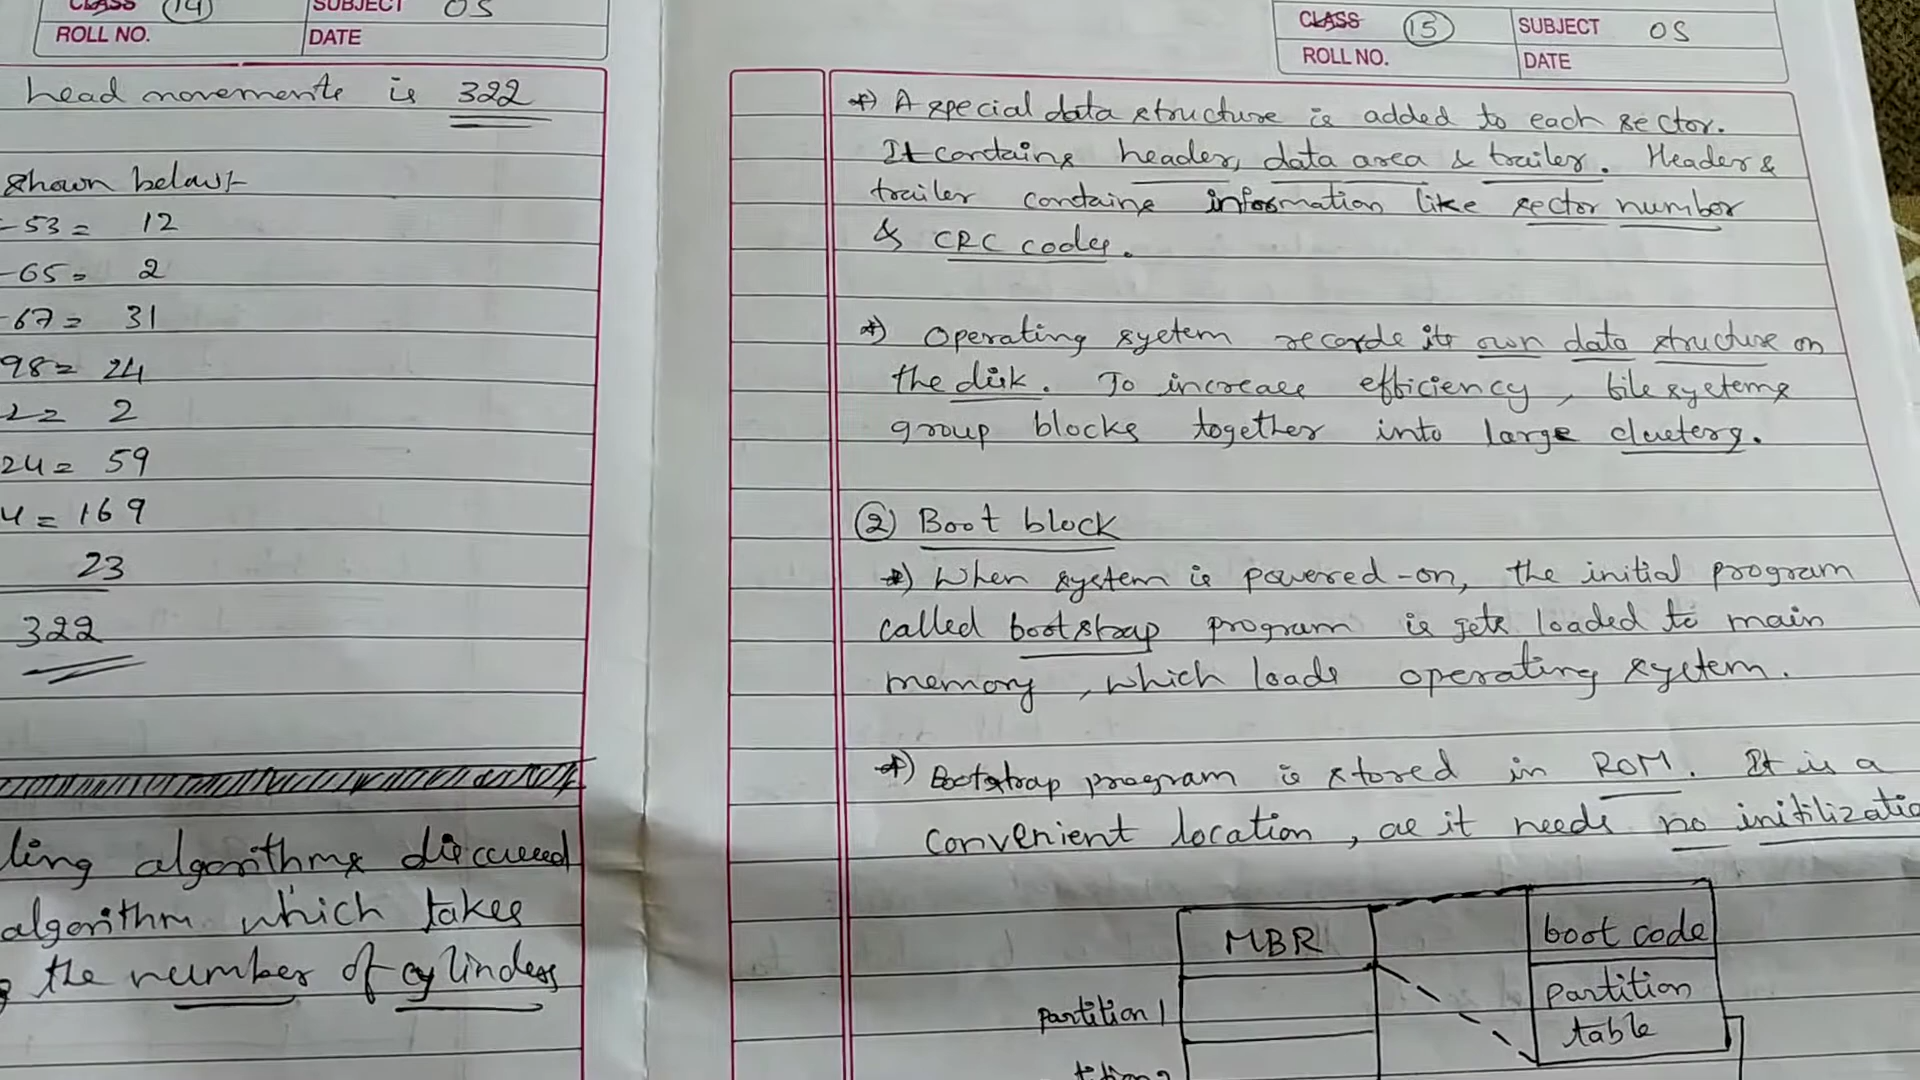 CLASS 14 SUBJECT OS
ROLL NO. DATE
head movements is 322
shown below:-
-53 = 12
-65 = 2
-67 = 31
98 = 24
2 = 2
24 = 59
4 = 169
23
322
ling algorithms discussed
algorithm which takes
the number of cylinders
CLASS 15 SUBJECT OS
ROLL NO. DATE
*) A special data structure is added to each sector.
It contains header, data area & trailer. Header &
trailer contains information like sector number
& CRC codes.
*) Operating system records its own data structure on
the disk. To increase efficiency, file systems
group blocks together into large clusters.
② Boot block
*) When system is powered-on, the initial program
called bootstrap program is gets loaded to main
memory, which loads operating system.
*) Bootstrap program is stored in ROM. It is a
convenient location, as it needs no initilizatio
MBR boot code
partition 1 partition
table